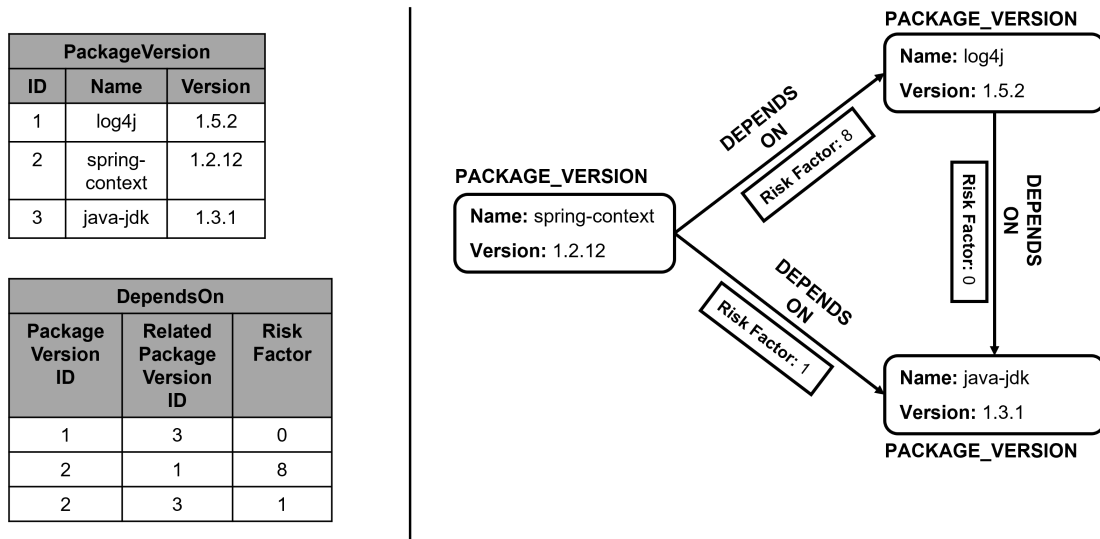 PackageVersion
ID Name Version
1 log4j 1.5.2
2 spring-
context 1.2.12
3 java-jdk 1.3.1
DependsOn
Package
Version
ID
Related
Package
Version
ID
Risk
Factor
1 3 0
2 1 8
2 3 1
PACKAGE_VERSION
Name: log4j
Version: 1.5.2
DEPENDS
ON
Risk Factor: 8
PACKAGE_VERSION
Name: spring-context
Version: 1.2.12
DEPENDS
ON
Risk Factor: 0
DEPENDS
ON
Risk Factor: 1
Name: java-jdk
Version: 1.3.1
PACKAGE_VERSION